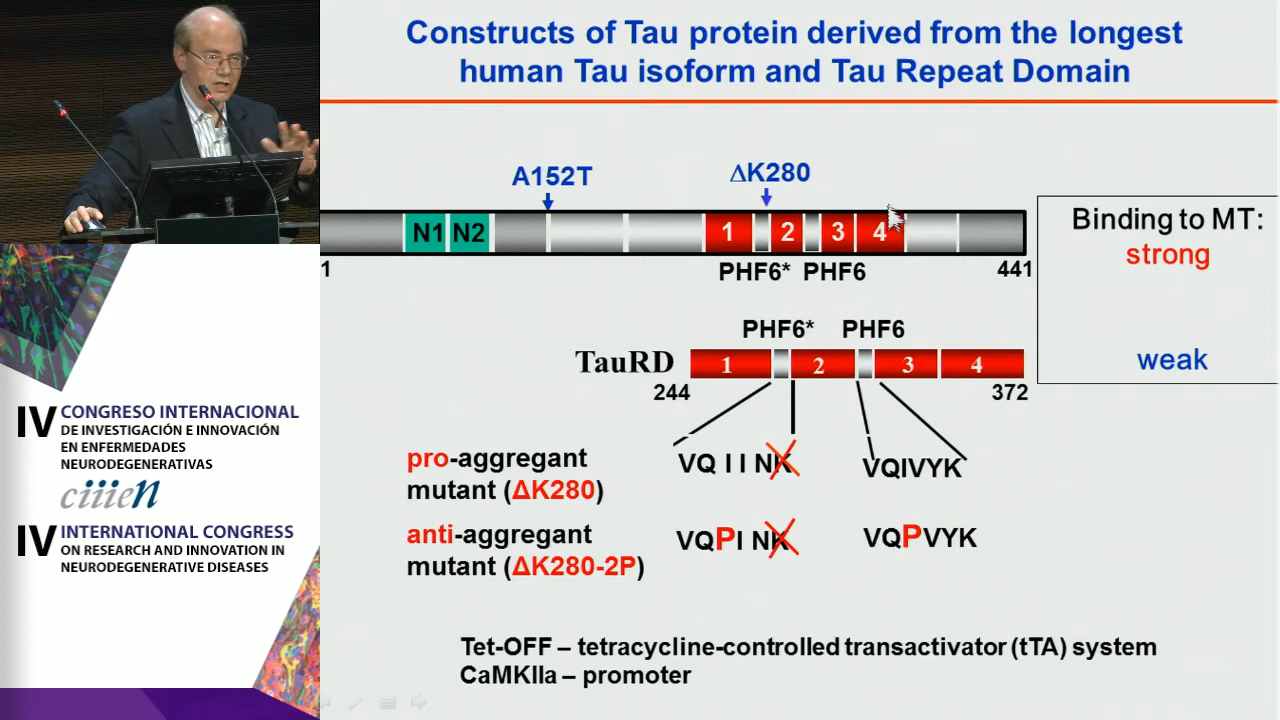 Constructs of Tau protein derived from the longest
human Tau isoform and Tau Repeat Domain
A152T
ΔK280
N1 N2 1 2 3 4
PHF6* PHF6
1 441
Binding to MT:
strong
weak
PHF6* PHF6
TauRD 1 2 3 4
244 372
pro-aggregant
mutant (ΔK280)
VQ I I NK
VQIVYK
anti-aggregant
mutant (ΔK280-2P)
VQPI NK
VQPVYK
Tet-OFF – tetracycline-controlled transactivator (tTA) system
CaMKIIa – promoter
IV CONGRESO INTERNACIONAL
DE INVESTIGACIÓN E INNOVACIÓN
EN ENFERMEDADES
NEURODEGENERATIVAS
ciiien
IV INTERNATIONAL CONGRESS
ON RESEARCH AND INNOVATION IN
NEURODEGENERATIVE DISEASES